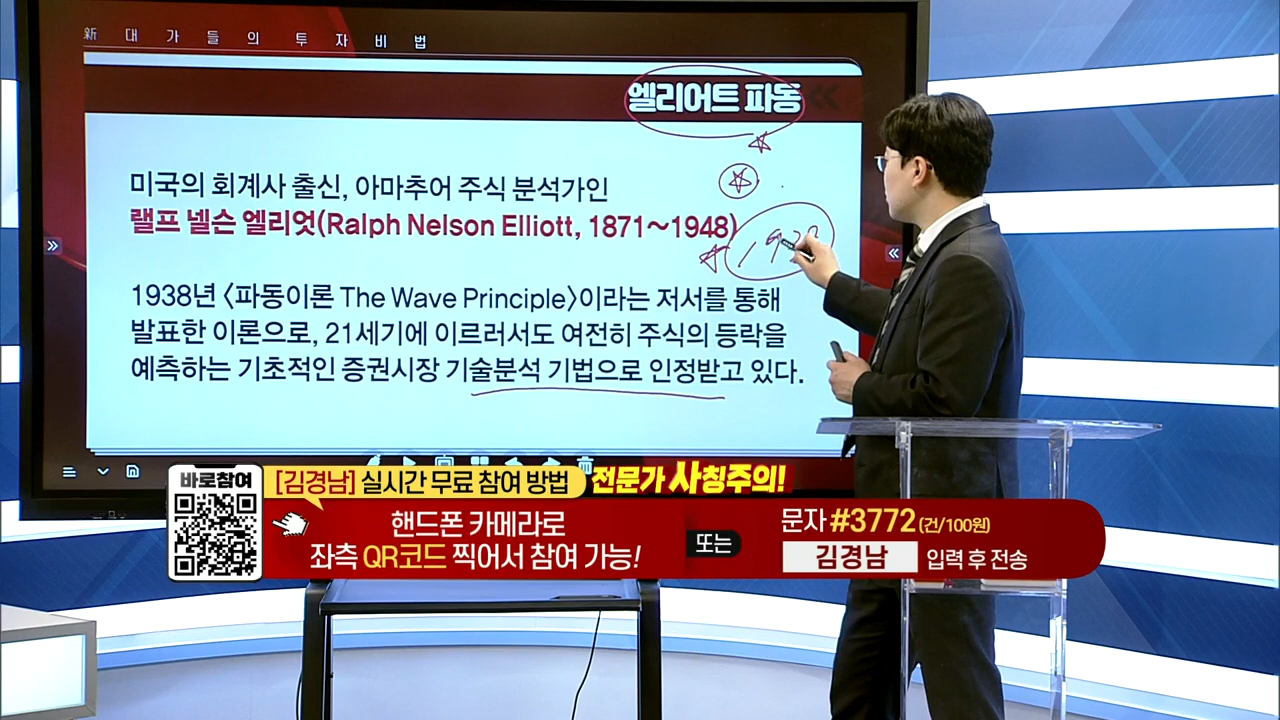 新 대 가 들 의 투 자 비 법
엘리어트 파동
미국의 회계사 출신, 아마추어 주식 분석가인
랠프 넬슨 엘리엇(Ralph Nelson Elliott, 1871~1948)
1938년 〈파동이론 The Wave Principle〉이라는 저서를 통해
발표한 이론으로, 21세기에 이르러서도 여전히 주식의 등락을
예측하는 기초적인 증권시장 기술분석 기법으로 인정받고 있다.
바로참여
[김경남] 실시간 무료 참여 방법
전문가 사칭주의!
핸드폰 카메라로
좌측 QR코드 찍어서 참여 가능!
또는
문자 #3772 (건/100원)
김경남 입력 후 전송